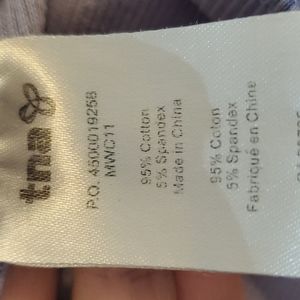 tna
P.O. 4500019258
MWC11
95% Cotton
5% Spandex
Made in China
95% Coton
5% Spandex
Fabriqué en Chine